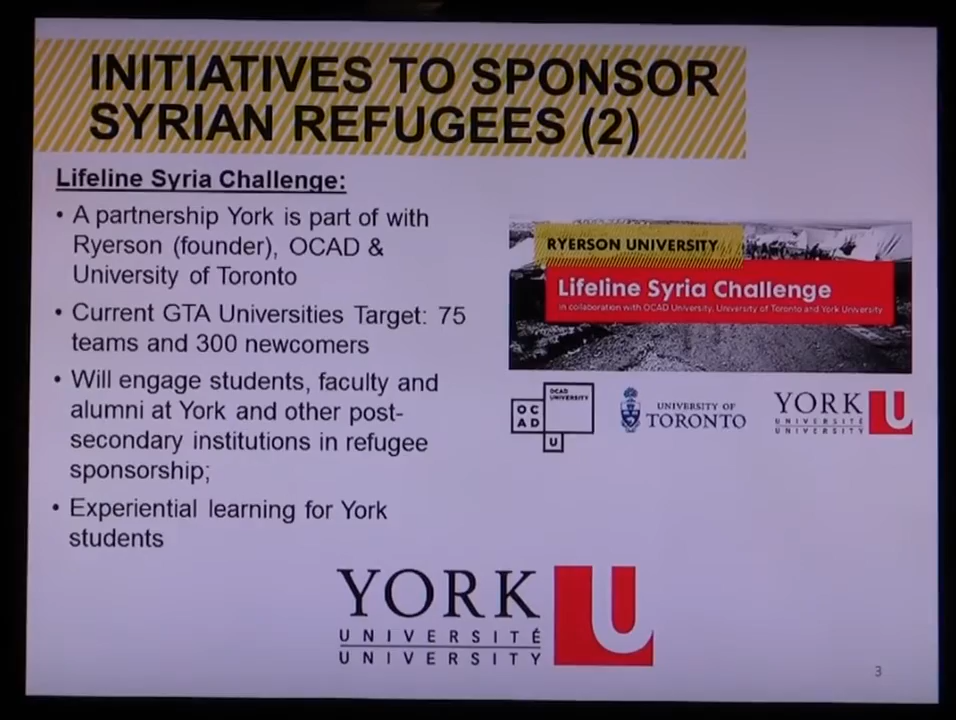 INITIATIVES TO SPONSOR
SYRIAN REFUGEES (2)
Lifeline Syria Challenge:
• A partnership York is part of with
Ryerson (founder), OCAD &
University of Toronto
• Current GTA Universities Target: 75
teams and 300 newcomers
• Will engage students, faculty and
alumni at York and other post-
secondary institutions in refugee
sponsorship;
• Experiential learning for York
students
RYERSON UNIVERSITY
Lifeline Syria Challenge
in collaboration with OCAD University, University of Toronto and York University
OCAD
UNIVERSITY
OC
AD
U
UNIVERSITY OF
TORONTO
YORK
UNIVERSITÉ
UNIVERSITY
U
YORK
UNIVERSITÉ
UNIVERSITY
U
3